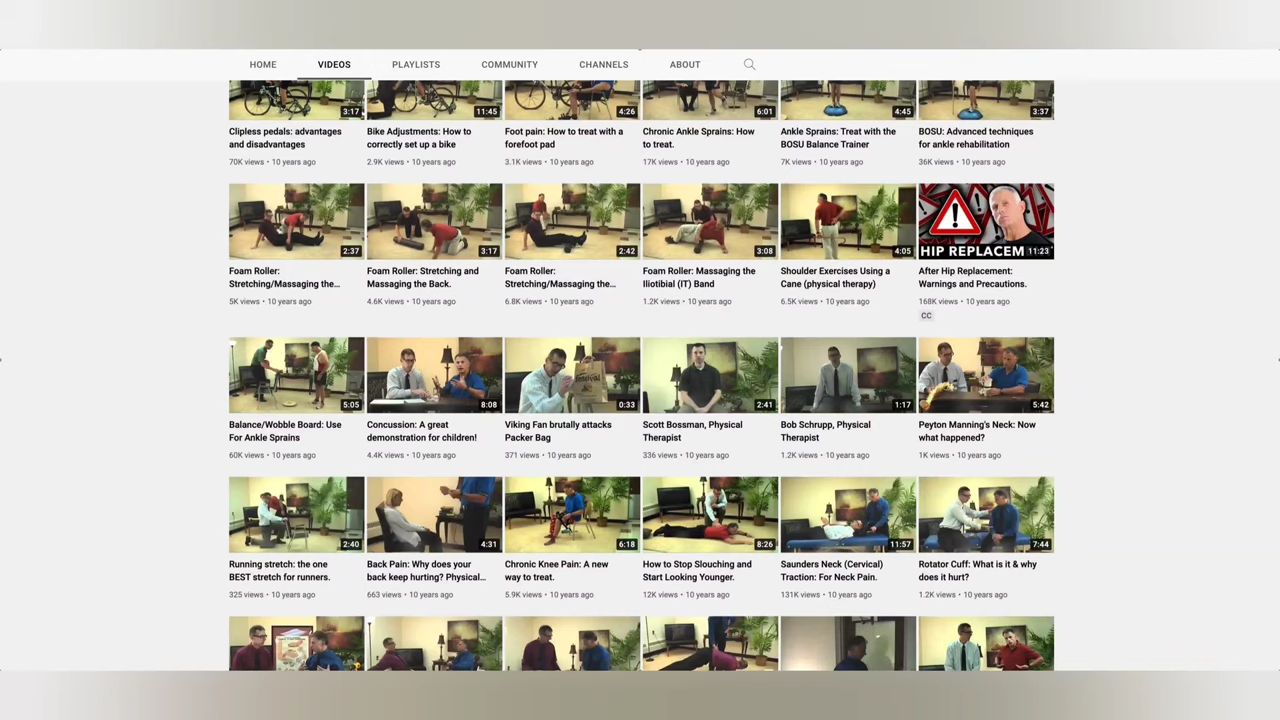 HOME VIDEOS PLAYLISTS COMMUNITY CHANNELS ABOUT
3:17 11:45 4:26 6:01 4:45 3:37
Clipless pedals: advantages
and disadvantages
70K views • 10 years ago
Bike Adjustments: How to
correctly set up a bike
2.9K views • 10 years ago
Foot pain: How to treat with a
forefoot pad
3.1K views • 10 years ago
Chronic Ankle Sprains: How
to treat.
17K views • 10 years ago
Ankle Sprains: Treat with the
BOSU Balance Trainer
7K views • 10 years ago
BOSU: Advanced techniques
for ankle rehabilitation
36K views • 10 years ago
2:37 3:17 2:42 3:08 4:05 HIP REPLACEM 11:23
Foam Roller:
Stretching/Massaging the...
5K views • 10 years ago
Foam Roller: Stretching and
Massaging the Back.
4.6K views • 10 years ago
Foam Roller:
Stretching/Massaging the...
6.8K views • 10 years ago
Foam Roller: Massaging the
Iliotibial (IT) Band
1.2K views • 10 years ago
Shoulder Exercises Using a
Cane (physical therapy)
6.5K views • 10 years ago
After Hip Replacement:
Warnings and Precautions.
168K views • 10 years ago
CC
5:05 8:08 festival 0:33 2:41 1:17 5:42
Balance/Wobble Board: Use
For Ankle Sprains
60K views • 10 years ago
Concussion: A great
demonstration for children!
4.4K views • 10 years ago
Viking Fan brutally attacks
Packer Bag
371 views • 10 years ago
Scott Bossman, Physical
Therapist
336 views • 10 years ago
Bob Schrupp, Physical
Therapist
1.2K views • 10 years ago
Peyton Manning's Neck: Now
what happened?
1K views • 10 years ago
2:40 4:31 6:18 8:26 11:57 7:44
Running stretch: the one
BEST stretch for runners.
325 views • 10 years ago
Back Pain: Why does your
back keep hurting? Physical...
663 views • 10 years ago
Chronic Knee Pain: A new
way to treat.
5.9K views • 10 years ago
How to Stop Slouching and
Start Looking Younger.
12K views • 10 years ago
Saunders Neck (Cervical)
Traction: For Neck Pain.
131K views • 10 years ago
Rotator Cuff: What is it & why
does it hurt?
1.2K views • 10 years ago